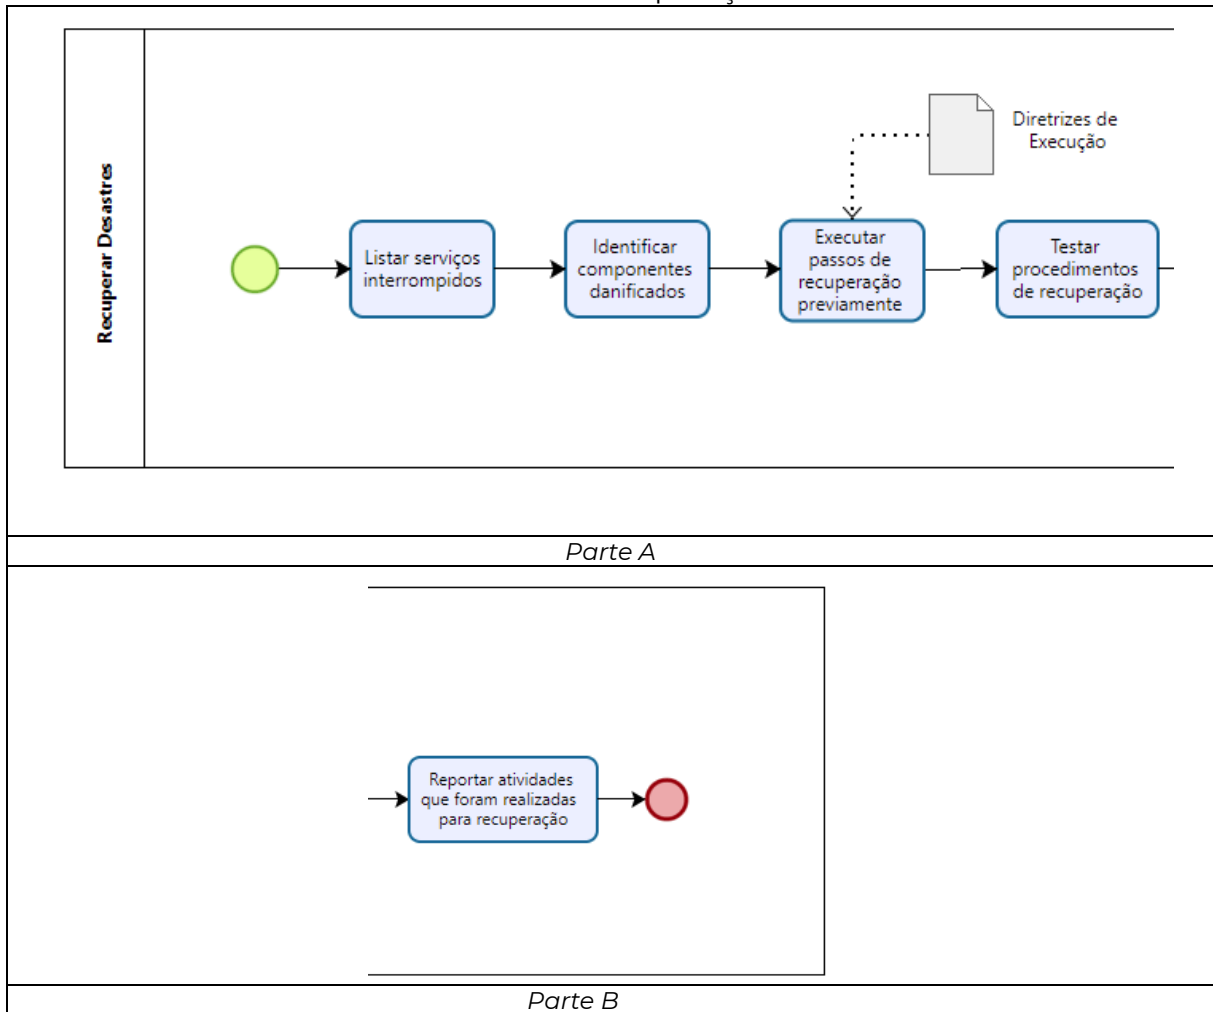 Recuperar Desastres
Diretrizes de
Execução
Listar serviços
interrompidos
Identificar
componentes
danificados
Executar
passos de
recuperação
previamente
Testar
procedimentos
de recuperação
Parte A
Reportar atividades
que foram realizadas
para recuperação
Parte B